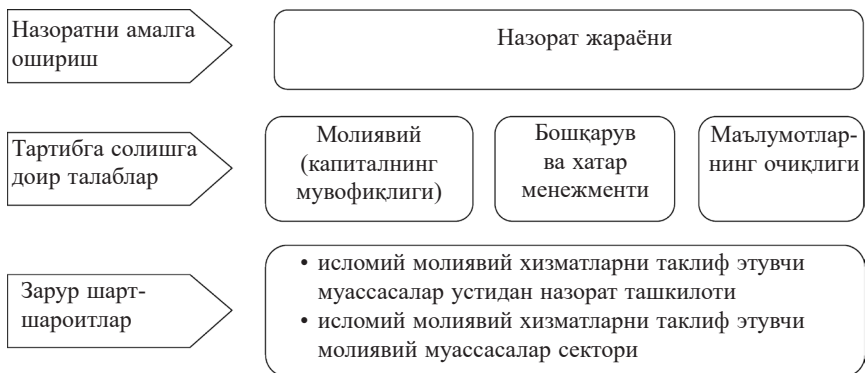 Назоратни амалга
ошириш
Назорат жараёни
Тартибга солишга
доир талаблар
Молиявий
(капиталнинг
мувофиқлиги)
Бошқарув
ва хатар
менежменти
Маълумотлар-
нинг очиқлиги
Зарур шарт-
шароитлар
• исломий молиявий хизматларни таклиф этувчи
муассасалар устидан назорат ташкилоти
• исломий молиявий хизматларни таклиф этувчи
молиявий муассасалар сектори